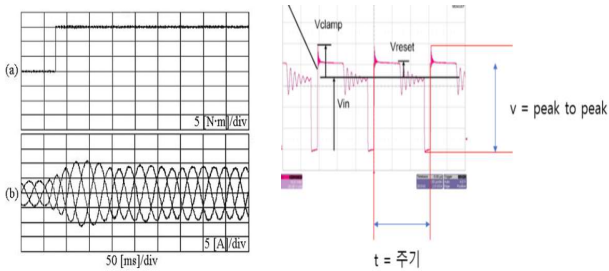 (a)
5 [N·m]/div
(b)
5 [A]/div
50 [ms]/div
Vclamp
Vreset
Vin
v = peak to peak
t = 주기